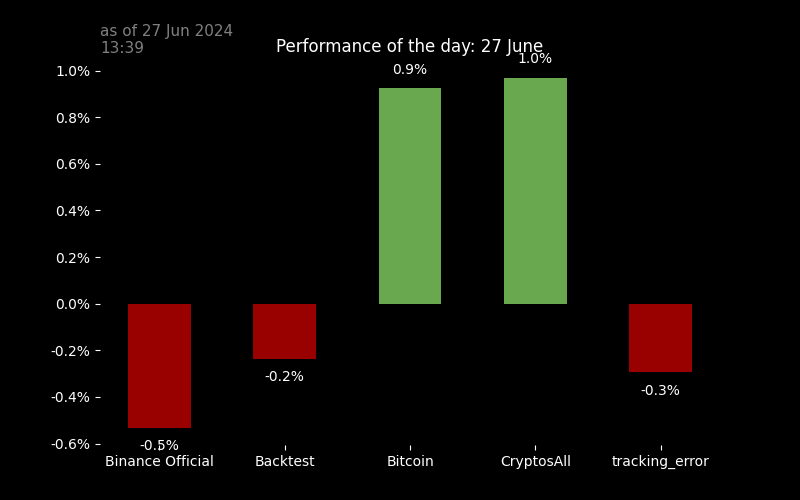 as of 27 Jun 2024
13:39
Performance of the day: 27 June
1.0%
0.8%
0.6%
0.4%
0.2%
0.0%
-0.2%
-0.4%
-0.6%
-0.5%
-0.2%
0.9%
1.0%
-0.3%
Binance Official
Backtest
Bitcoin
CryptosAll
tracking_error